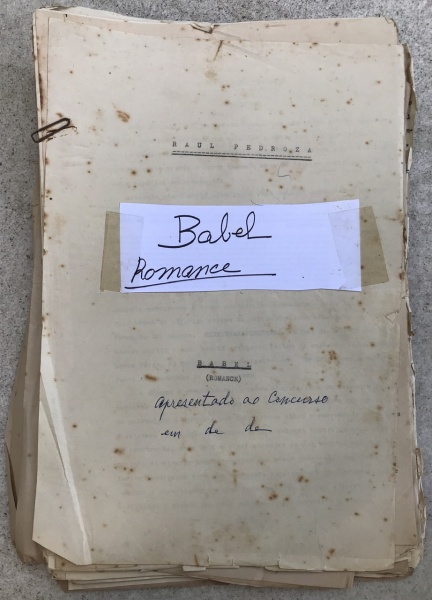 RAUL PEDROZA
Babel
Romance
BABEL
(ROMANCE)
apresentado ao Concurso
em de de